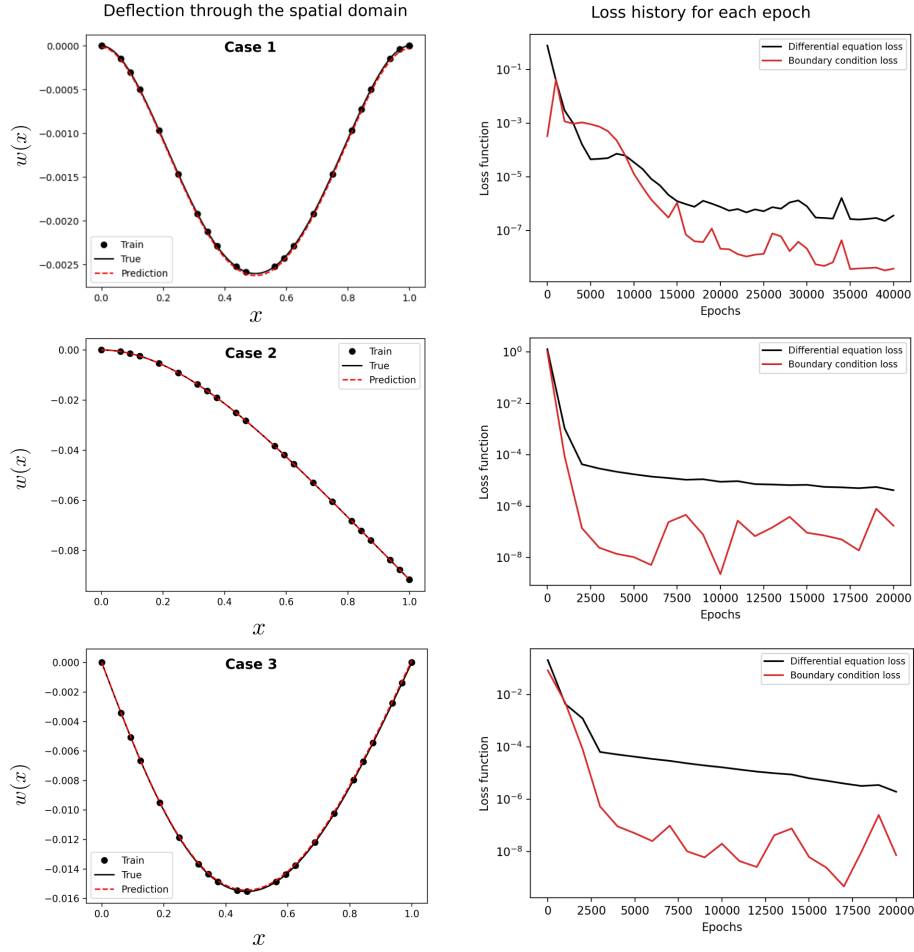 Deflection through the spatial domain
Loss history for each epoch
Case 1
w(x)
0.0000
−0.0005
−0.0010
−0.0015
−0.0020
−0.0025
Train
True
Prediction
0.0 0.2 0.4 0.6 0.8 1.0
x
Differential equation loss
Boundary condition loss
Loss function
10⁻¹
10⁻³
10⁻⁵
10⁻⁷
0 5000 10000 15000 20000 25000 30000 35000 40000
Epochs
Case 2
w(x)
0.00
−0.02
−0.04
−0.06
−0.08
Train
True
Prediction
0.0 0.2 0.4 0.6 0.8 1.0
x
Differential equation loss
Boundary condition loss
Loss function
10⁰
10⁻²
10⁻⁴
10⁻⁶
10⁻⁸
0 2500 5000 7500 10000 12500 15000 17500 20000
Epochs
Case 3
w(x)
0.000
−0.002
−0.004
−0.006
−0.008
−0.010
−0.012
−0.014
−0.016
Train
True
Prediction
0.0 0.2 0.4 0.6 0.8 1.0
x
Differential equation loss
Boundary condition loss
Loss function
10⁻²
10⁻⁴
10⁻⁶
10⁻⁸
0 2500 5000 7500 10000 12500 15000 17500 20000
Epochs